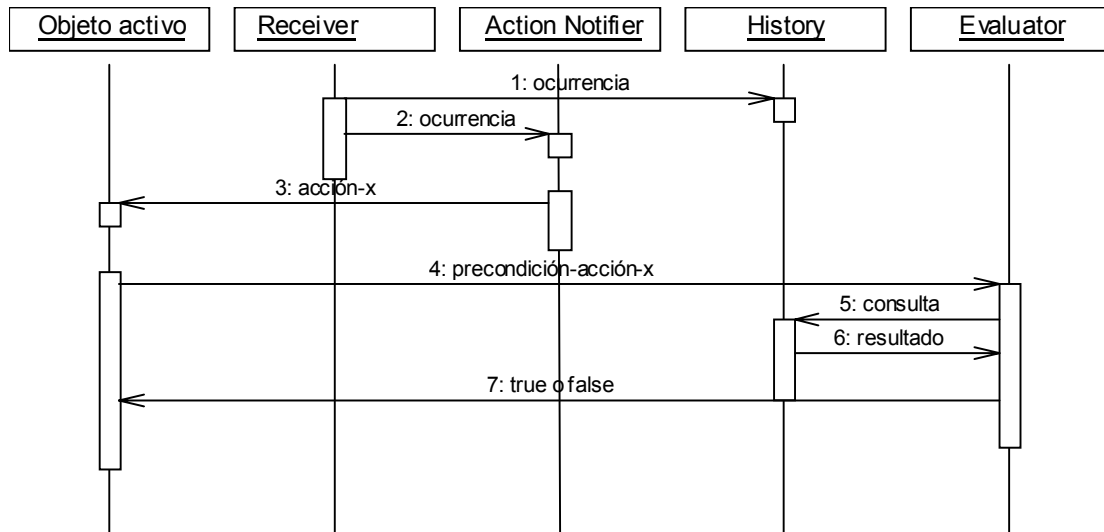 Objeto activo
Receiver
Action Notifier
History
Evaluator
1: ocurrencia
2: ocurrencia
3: acción-x
4: precondición-acción-x
5: consulta
6: resultado
7: true o false